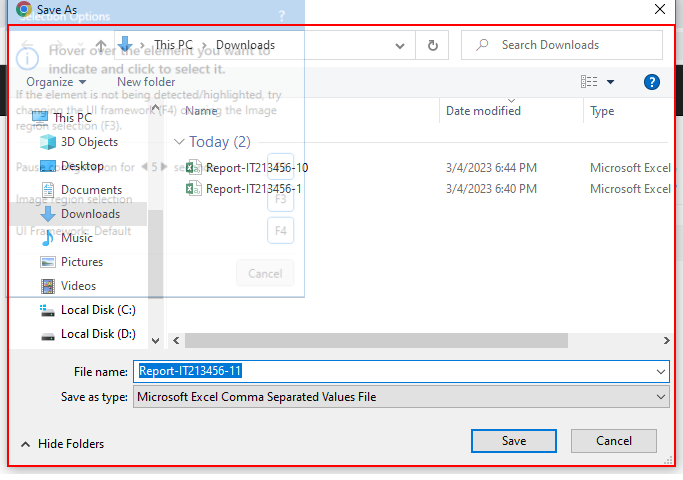 Save As
Selection Options
?
This PC
Downloads
Search Downloads
Hover over the element you want to
indicate and click to select it.
Organize
New folder
?
If the element is not being detected/highlighted, try
changing the UI framework (F4) or using the Image
region selection (F3).
Name
Date modified
Type
This PC
3D Objects
Desktop
Documents
Downloads
Music
Pictures
Videos
Local Disk (C:)
Local Disk (D:)
Today (2)
Report-IT213456-10
3/4/2023 6:44 PM
Microsoft Excel
Report-IT213456-1
3/4/2023 6:40 PM
Microsoft Excel
Pause configuration for
5
Image region selection
F3
UI Framework: Default
F4
Cancel
File name:
Report-IT213456-11
Save as type:
Microsoft Excel Comma Separated Values File
Hide Folders
Save
Cancel